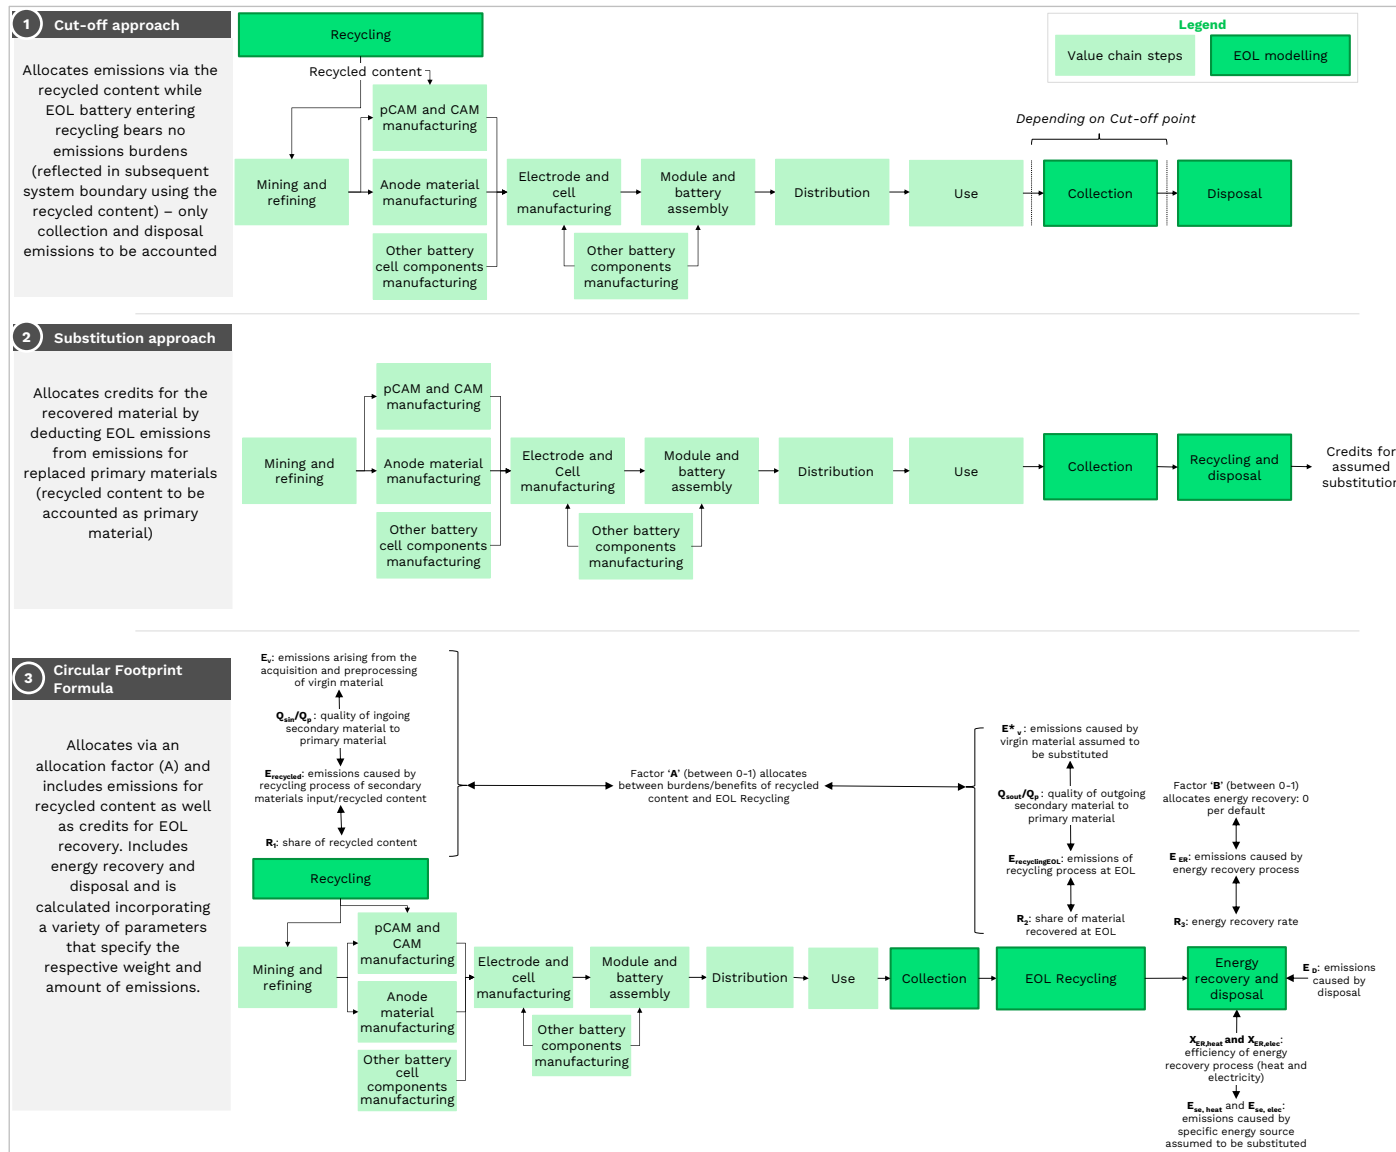 1 Cut-off approach
Allocates emissions via the
recycled content while
EOL battery entering
recycling bears no
emissions burdens
(reflected in subsequent
system boundary using the
recycled content) – only
collection and disposal
emissions to be accounted
Recycling
Recycled content
pCAM and CAM
manufacturing
Mining and
refining
Anode material
manufacturing
Other battery
cell components
manufacturing
Electrode and
cell
manufacturing
Module and
battery
assembly
Other battery
components
manufacturing
Distribution
Use
Depending on Cut-off point
Collection
Disposal
Legend
Value chain steps
EOL modelling
2 Substitution approach
Allocates credits for the
recovered material by
deducting EOL emissions
from emissions for
replaced primary materials
(recycled content to be
accounted as primary
material)
pCAM and CAM
manufacturing
Mining and
refining
Anode material
manufacturing
Other battery
cell components
manufacturing
Electrode and
Cell
manufacturing
Module and
battery
assembly
Other battery
components
manufacturing
Distribution
Use
Collection
Recycling and
disposal
Credits for
assumed
substitution
3 Circular Footprint
Formula
Allocates via an
allocation factor (A) and
includes emissions for
recycled content as well
as credits for EOL
recovery. Includes
energy recovery and
disposal and is
calculated incorporating
a variety of parameters
that specify the
respective weight and
amount of emissions.
Ev: emissions arising from the
acquisition and preprocessing
of virgin material
Qsin/Qp : quality of ingoing
secondary material to
primary material
Erecycled: emissions caused by
recycling process of secondary
materials input/recycled content
R1: share of recycled content
Factor ‘A’ (between 0-1) allocates
between burdens/benefits of recycled
content and EOL Recycling
E* v : emissions caused by
virgin material assumed to
be substituted
Qsout/Qp : quality of outgoing
secondary material to
primary material
ErecyclingEOL: emissions of
recycling process at EOL
R2: share of material
recovered at EOL
Factor ‘B’ (between 0-1)
allocates energy recovery: 0
per default
E ER: emissions caused by
energy recovery process
R3: energy recovery rate
Recycling
pCAM and
CAM
manufacturing
Mining and
refining
Anode
material
manufacturing
Other battery
cell
components
manufacturing
Electrode and
cell
manufacturing
Module and
battery
assembly
Other battery
components
manufacturing
Distribution
Use
Collection
EOL Recycling
Energy
recovery and
disposal
E D: emissions
caused by
disposal
XER,heat and XER,elec:
efficiency of energy
recovery process (heat and
electricity)
Ese, heat and Ese, elec:
emissions caused by
specific energy source
assumed to be substituted